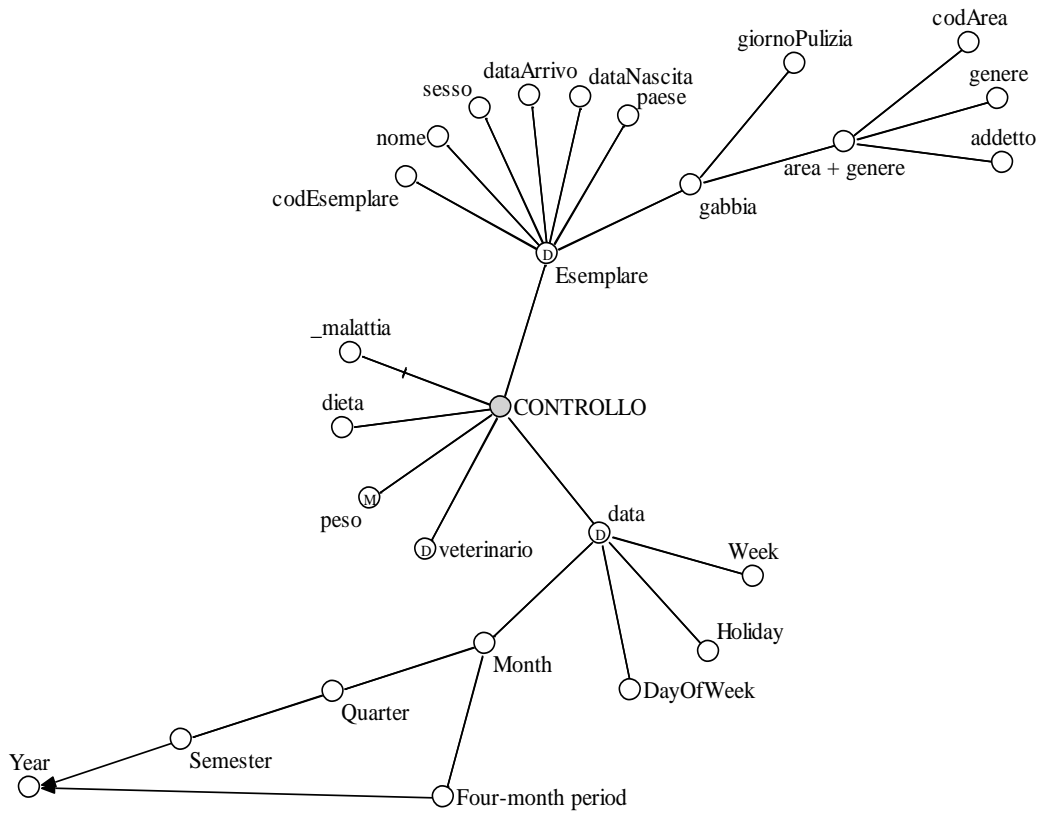 codArea
giornoPulizia
genere
dataArrivo
dataNascita
sesso
paese
nome
addetto
area + genere
codEsemplare
gabbia
D
Esemplare
_malattia
dieta
CONTROLLO
M
peso
data
D
D
veterinario
Week
Holiday
Month
DayOfWeek
Quarter
Semester
Year
Four-month period